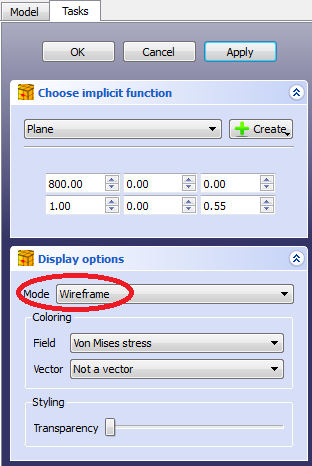 Model Tasks
OK Cancel Apply
Choose implicit function
Plane Create
800.00 0.00 0.00
1.00 0.00 0.55
Display options
Mode Wireframe
Coloring
Field Von Mises stress
Vector Not a vector
Styling
Transparency